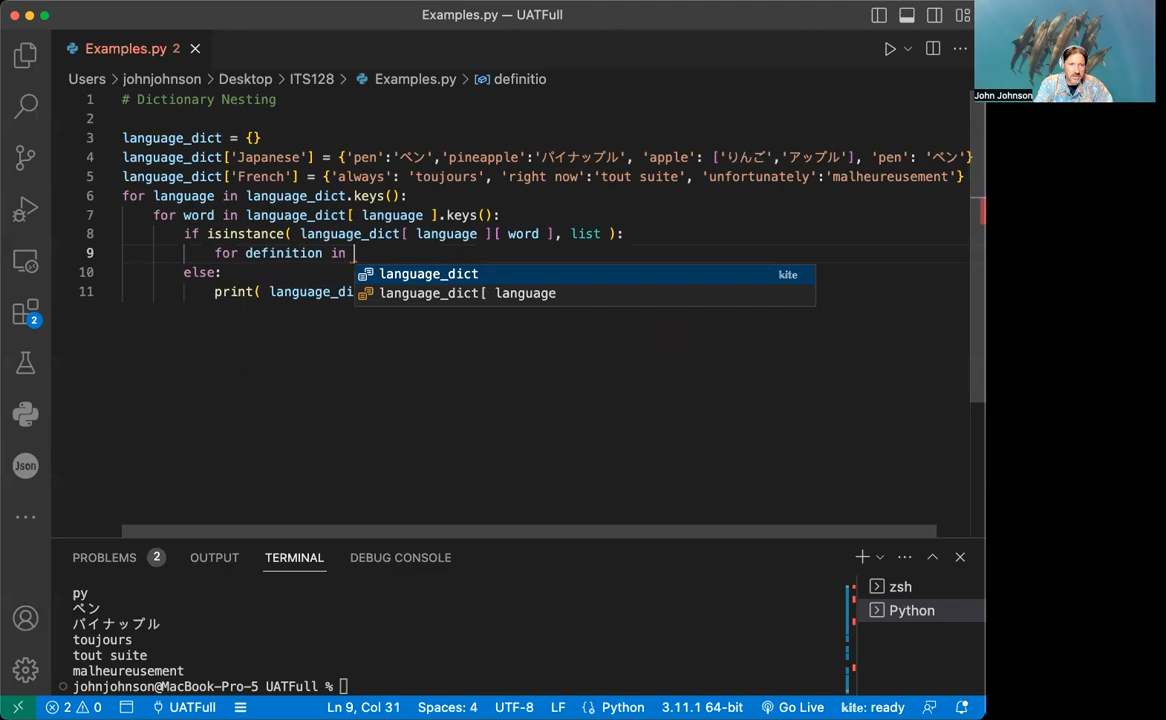 Examples.py — UATFull
Examples.py 2
Users > johnjohnson > Desktop > ITS128 > Examples.py > definitio
John Johnson
1 # Dictionary Nesting
2
3 language_dict = {}
4 language_dict['Japanese'] = {'pen':'ペン','pineapple':'パイナップル', 'apple': ['りんご','アップル'], 'pen': 'ペン'}
5 language_dict['French'] = {'always': 'toujours', 'right now':'tout suite', 'unfortunately':'malheureusement'}
6 for language in language_dict.keys():
7 for word in language_dict[ language ].keys():
8 if isinstance( language_dict[ language ][ word ], list ):
9 for definition in
language_dict kite
10 else:
language_dict[ language
11 print( language_di
2
Json
PROBLEMS 2 OUTPUT TERMINAL DEBUG CONSOLE
zsh
Python
py
ペン
パイナップル
toujours
tout suite
malheureusement
johnjohnson@MacBook-Pro-5 UATFull %
2 0 UATFull Ln 9, Col 31 Spaces: 4 UTF-8 LF Python 3.11.1 64-bit Go Live kite: ready